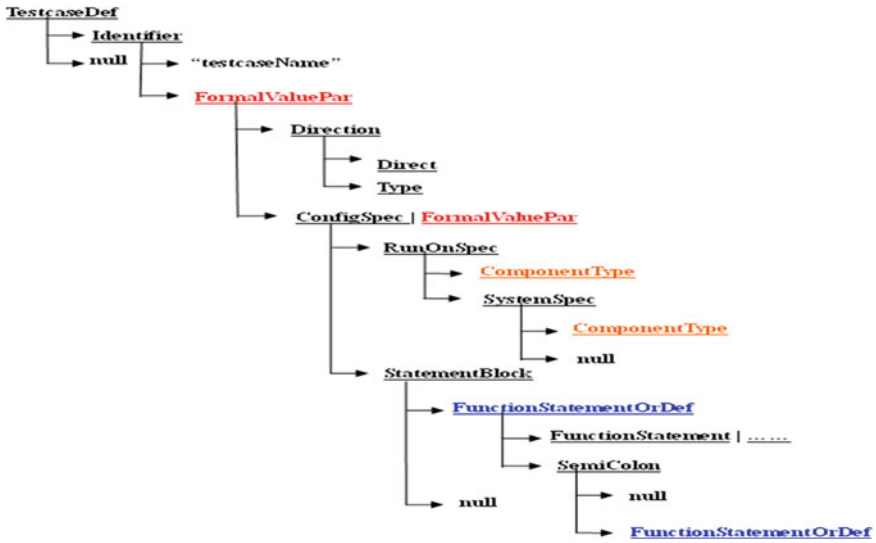 TestcaseDef
Identifier
null
“testcaseName”
FormalValuePar
Direction
Direct
Type
ConfigSpec | FormalValuePar
RunOnSpec
ComponentType
SystemSpec
ComponentType
null
StatementBlock
FunctionStatementOrDef
FunctionStatement | ... ...
SemiColon
null
null
FunctionStatementOrDef